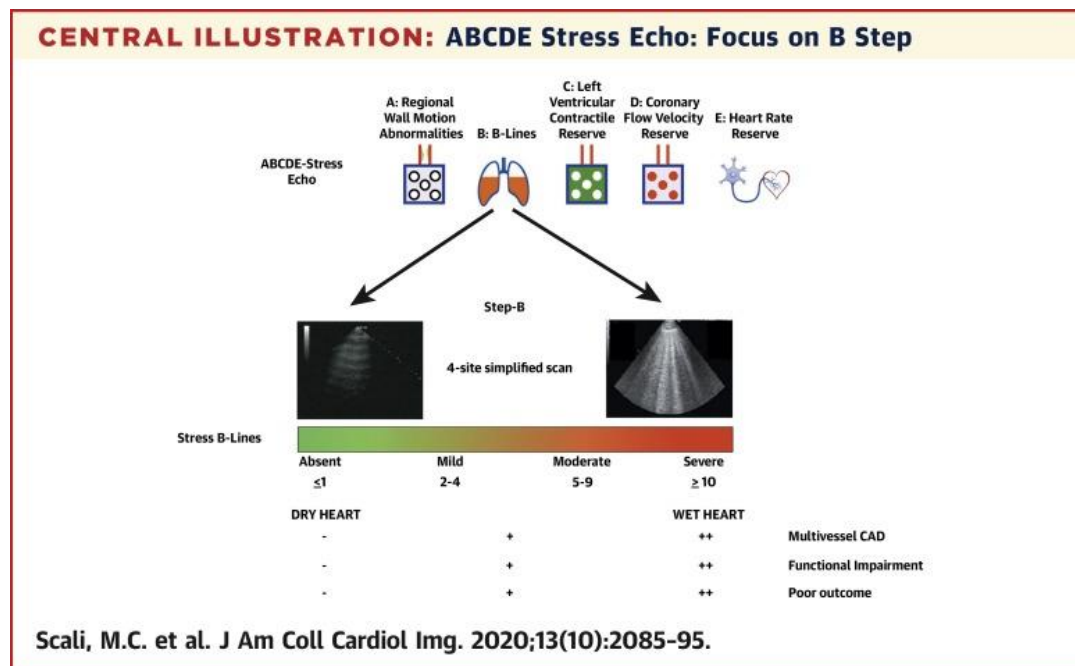 CENTRAL ILLUSTRATION: ABCDE Stress Echo: Focus on B Step
ABCDE-Stress
Echo
A: Regional
Wall Motion
Abnormalities
B: B-Lines
C: Left
Ventricular
Contractile
Reserve
D: Coronary
Flow Velocity
Reserve
E: Heart Rate
Reserve
Step-B
4-site simplified scan
Stress B-Lines
Absent Mild Moderate Severe
≤1 2-4 5-9 ≥ 10
DRY HEART WET HEART
- + ++ Multivessel CAD
- + ++ Functional Impairment
- + ++ Poor outcome
Scali, M.C. et al. J Am Coll Cardiol Img. 2020;13(10):2085–95.